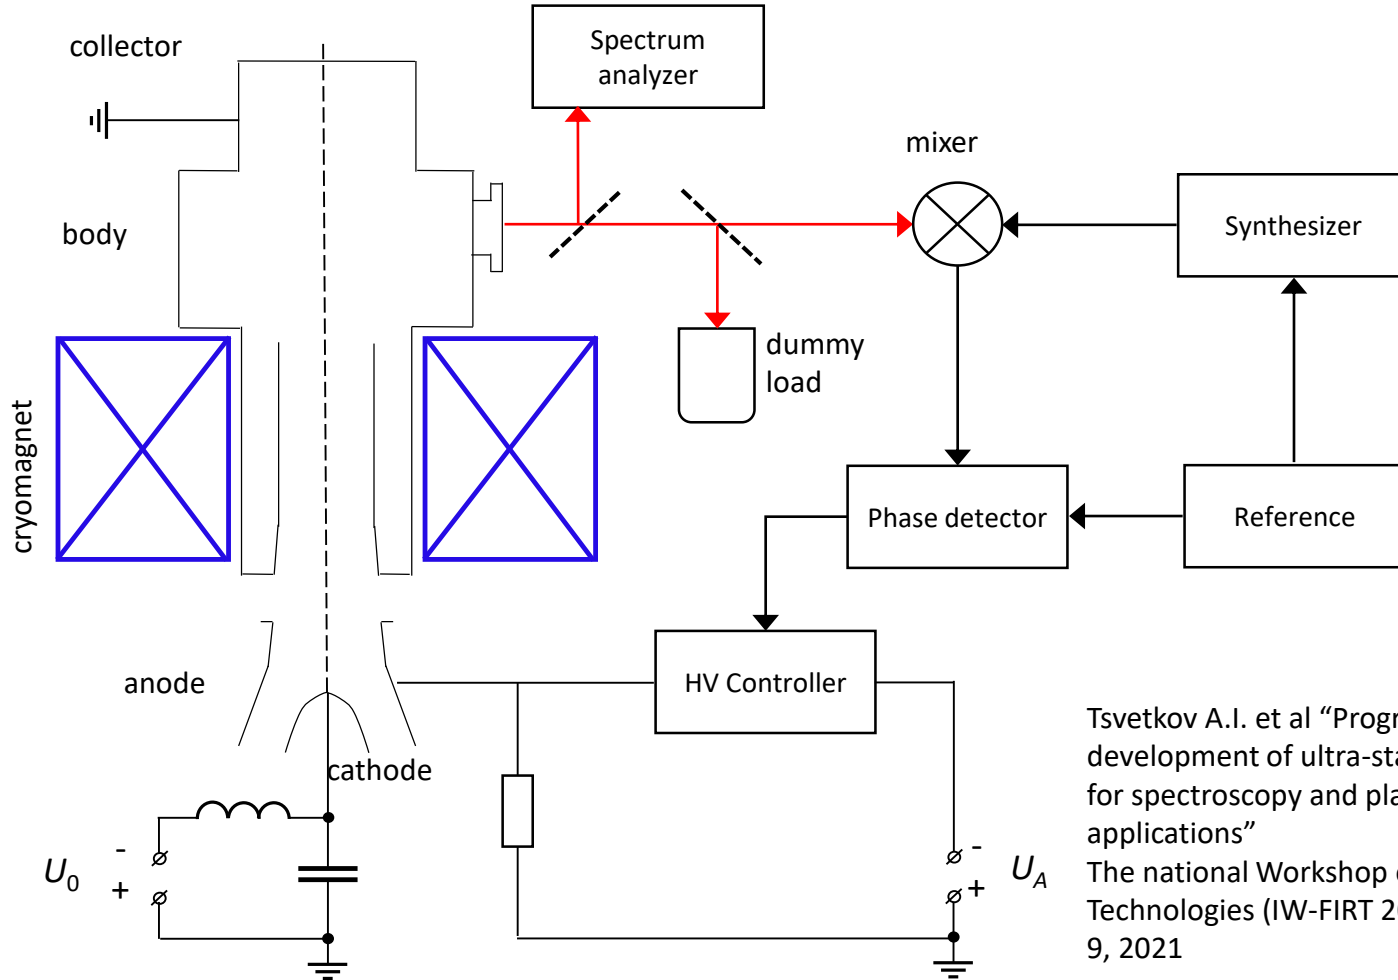 collector
Spectrum
analyzer
mixer
body
Synthesizer
dummy
load
cryomagnet
Phase detector
Reference
anode
HV Controller
cathode
U0
-
+
-
+
UA
Tsvetkov A.I. et al “Progr
development of ultra-sta
for spectroscopy and pla
applications”
The national Workshop
Technologies (IW-FIRT 20
9, 2021